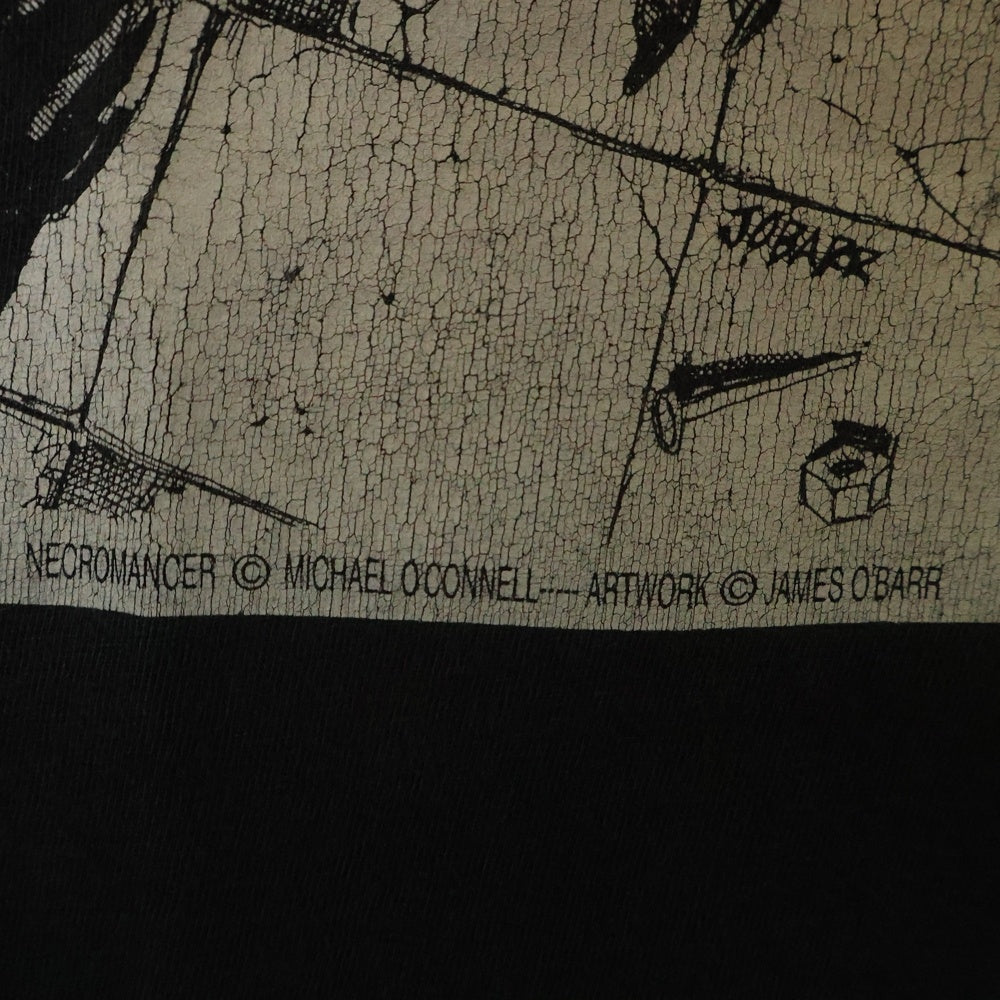 J.O'BARR
NECROMANCER © MICHAEL O'CONNELL---- ARTWORK © JAMES O'BARR